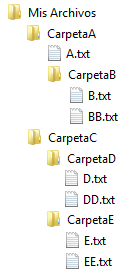 Mis Archivos
CarpetaA
A.txt
CarpetaB
B.txt
BB.txt
CarpetaC
CarpetaD
D.txt
DD.txt
CarpetaE
E.txt
EE.txt